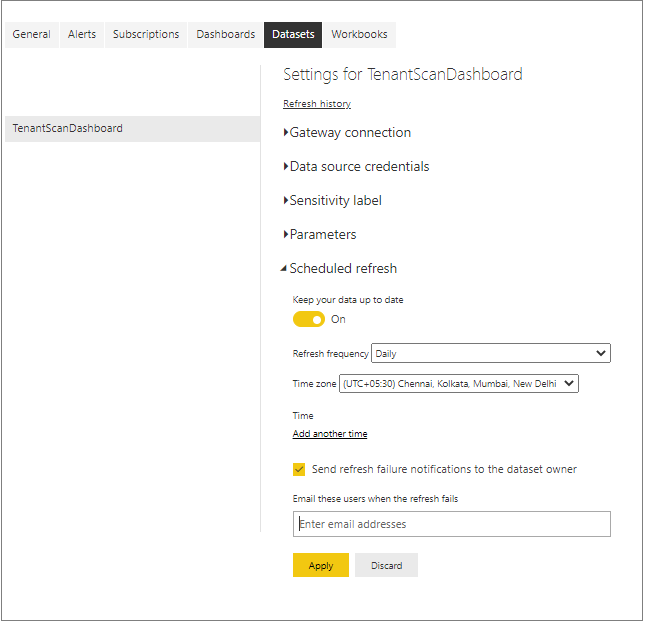 General Alerts Subscriptions Dashboards Datasets Workbooks
Settings for TenantScanDashboard
Refresh history
TenantScanDashboard
Gateway connection
Data source credentials
Sensitivity label
Parameters
Scheduled refresh
Keep your data up to date
On
Refresh frequency Daily
Time zone (UTC+05:30) Chennai, Kolkata, Mumbai, New Delhi
Time
Add another time
Send refresh failure notifications to the dataset owner
Email these users when the refresh fails
Enter email addresses
Apply Discard